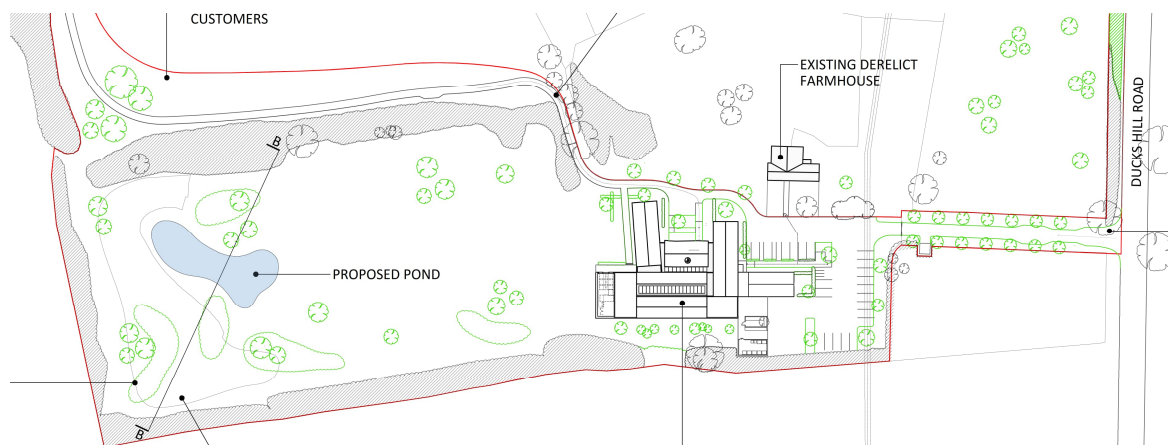 CUSTOMERS
EXISTING DERELICT
FARMHOUSE
DUCKS HILL ROAD
B
PROPOSED POND
B